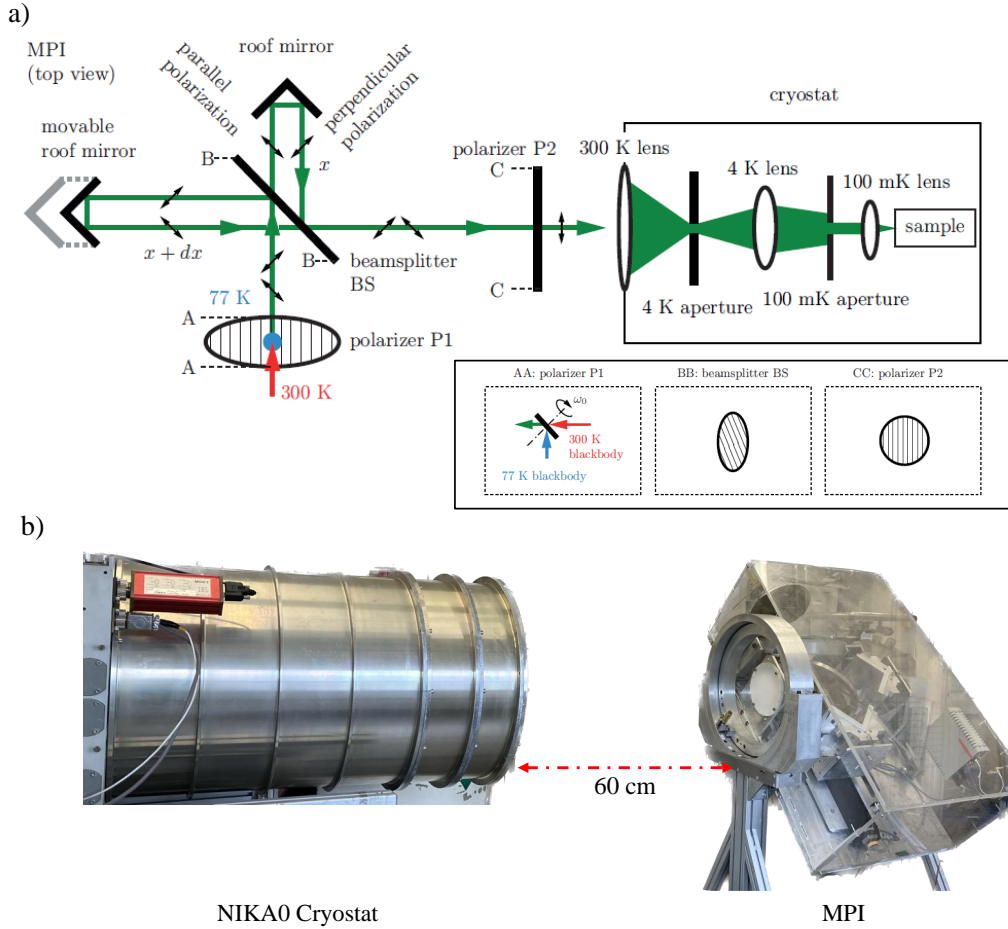 a)
MPI
(top view)
roof mirror
parallel
polarization
perpendicular
polarization
movable
roof mirror
B
x
x + dx
B
beamsplitter
BS
77 K
A
A
polarizer P1
300 K
polarizer P2
C
C
cryostat
300 K lens
4 K lens
100 mK lens
sample
4 K aperture
100 mK aperture
AA: polarizer P1
ω₀
300 K
blackbody
77 K blackbody
BB: beamsplitter BS
CC: polarizer P2
b)
60 cm
NIKA0 Cryostat
MPI